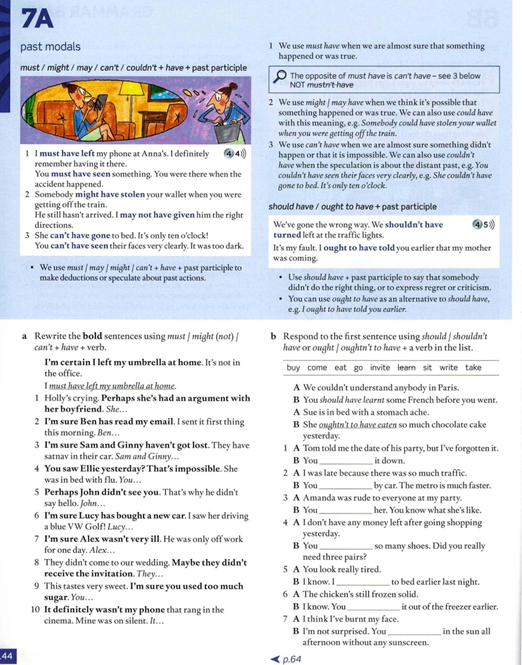 7A
past modals
must / might / may / can't / couldn't + have + past participle
1 I must have left my phone at Anna's. I definitely
remember having it there.
You must have seen something. You were there when the
accident happened.
2 Somebody might have stolen your wallet when you were
getting off the train.
He still hasn't arrived. I may not have given him the right
directions.
3 She can't have gone to bed. It's only ten o'clock!
You can't have seen their faces very clearly. It was too dark.
4 4))
• We use must / may / might / can't + have + past participle to
make deductions or speculate about past actions.
1 We use must have when we are almost sure that something
happened or was true.
The opposite of must have is can't have – see 3 below
NOT mustn't have
2 We use might / may have when we think it's possible that
something happened or was true. We can also use could have
with this meaning, e.g. Somebody could have stolen your wallet
when you were getting off the train.
3 We use can't have when we are almost sure something didn't
happen or that it is impossible. We can also use couldn't
have when the speculation is about the distant past, e.g. You
couldn't have seen their faces very clearly, e.g. She couldn't have
gone to bed. It's only ten o'clock.
should have / ought to have + past participle
We've gone the wrong way. We shouldn't have
turned left at the traffic lights.
It's my fault. I ought to have told you earlier that my mother
was coming.
4 5))
• Use should have + past participle to say that somebody
didn't do the right thing, or to express regret or criticism.
• You can use ought to have as an alternative to should have,
e.g. I ought to have told you earlier.
a Rewrite the bold sentences using must / might (not) /
can't + have + verb.
I'm certain I left my umbrella at home. It's not in
the office.
I must have left my umbrella at home.
1 Holly's crying. Perhaps she's had an argument with
her boyfriend. She…
2 I'm sure Ben has read my email. I sent it first thing
this morning. Ben…
3 I'm sure Sam and Ginny haven't got lost. They have
satnav in their car. Sam and Ginny…
4 You saw Ellie yesterday? That's impossible. She
was in bed with flu. You…
5 Perhaps John didn't see you. That's why he didn't
say hello. John…
6 I'm sure Lucy has bought a new car. I saw her driving
a blue VW Golf! Lucy…
7 I'm sure Alex wasn't very ill. He was only off work
for one day. Alex…
8 They didn't come to our wedding. Maybe they didn't
receive the invitation. They…
9 This tastes very sweet. I'm sure you used too much
sugar. You…
10 It definitely wasn't my phone that rang in the
cinema. Mine was on silent. It…
b Respond to the first sentence using should / shouldn't
have or ought / oughtn't to have + a verb in the list.
buy come eat go invite learn sit write take
A We couldn't understand anybody in Paris.
B You should have learnt some French before you went.
A Sue is in bed with a stomach ache.
B She oughtn't to have eaten so much chocolate cake
yesterday.
1 A Tom told me the date of his party, but I've forgotten it.
B You ________ it down.
2 A I was late because there was so much traffic.
B You ________ by car. The metro is much faster.
3 A Amanda was rude to everyone at my party.
B You ________ her. You know what she's like.
4 A I don't have any money left after going shopping
yesterday.
B You ________ so many shoes. Did you really
need three pairs?
5 A You look really tired.
B I know. I ________ to bed earlier last night.
6 A The chicken's still frozen solid.
B I know. You ________ it out of the freezer earlier.
7 A I think I've burnt my face.
B I'm not surprised. You ________ in the sun all
afternoon without any sunscreen.
44
p.64